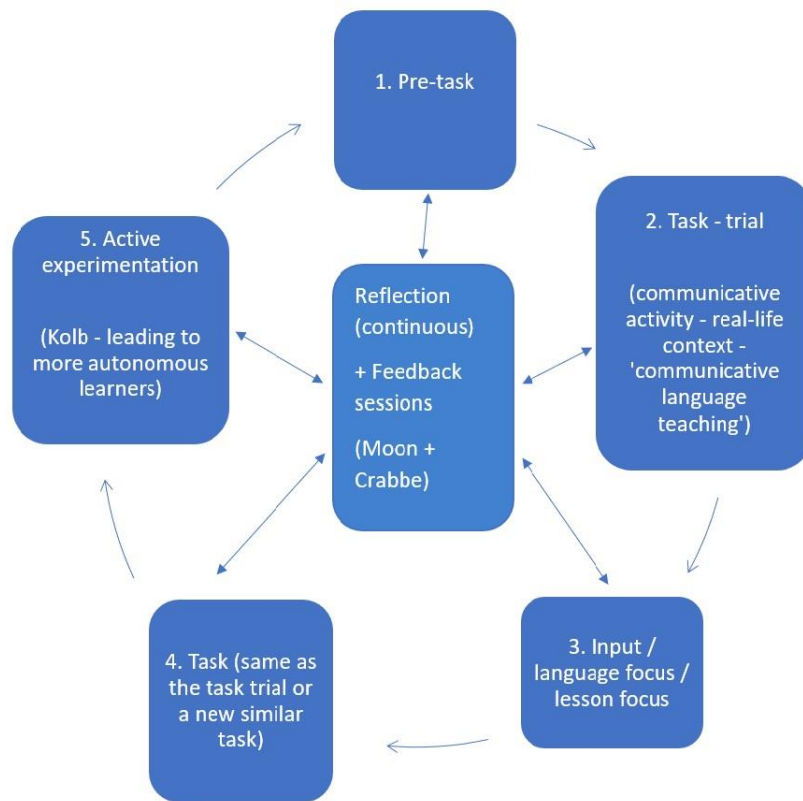 1. Pre-task
2. Task - trial
(communicative
activity - real-life
context -
'communicative
language
teaching')
3. Input /
language focus /
lesson focus
4. Task (same as
the task trial or
a new similar
task)
5. Active
experimentation
(Kolb - leading to
more autonomous
learners)
Reflection
(continuous)
+ Feedback
sessions
(Moon +
Crabbe)